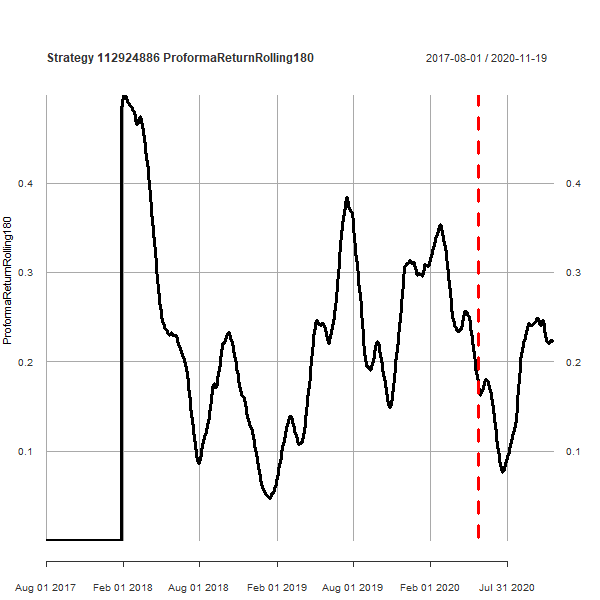 Strategy 112924886 ProformaReturnRolling180
2017-08-01 / 2020-11-19
ProformaReturnRolling180
0.4 0.4
0.3 0.3
0.2 0.2
0.1 0.1
Aug 01 2017 Feb 01 2018 Aug 01 2018 Feb 01 2019 Aug 01 2019 Feb 01 2020 Jul 31 2020